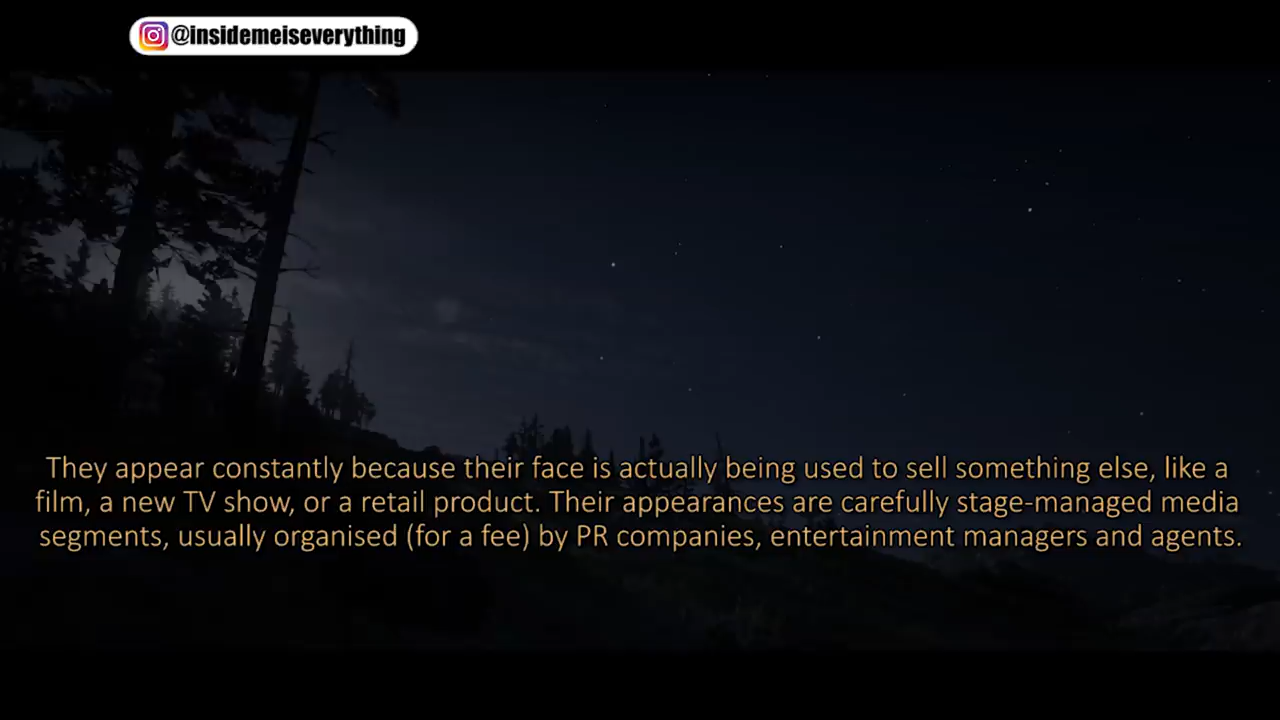 @insidemeiseverything
They appear constantly because their face is actually being used to sell something else, like a
film, a new TV show, or a retail product. Their appearances are carefully stage-managed media
segments, usually organised (for a fee) by PR companies, entertainment managers and agents.